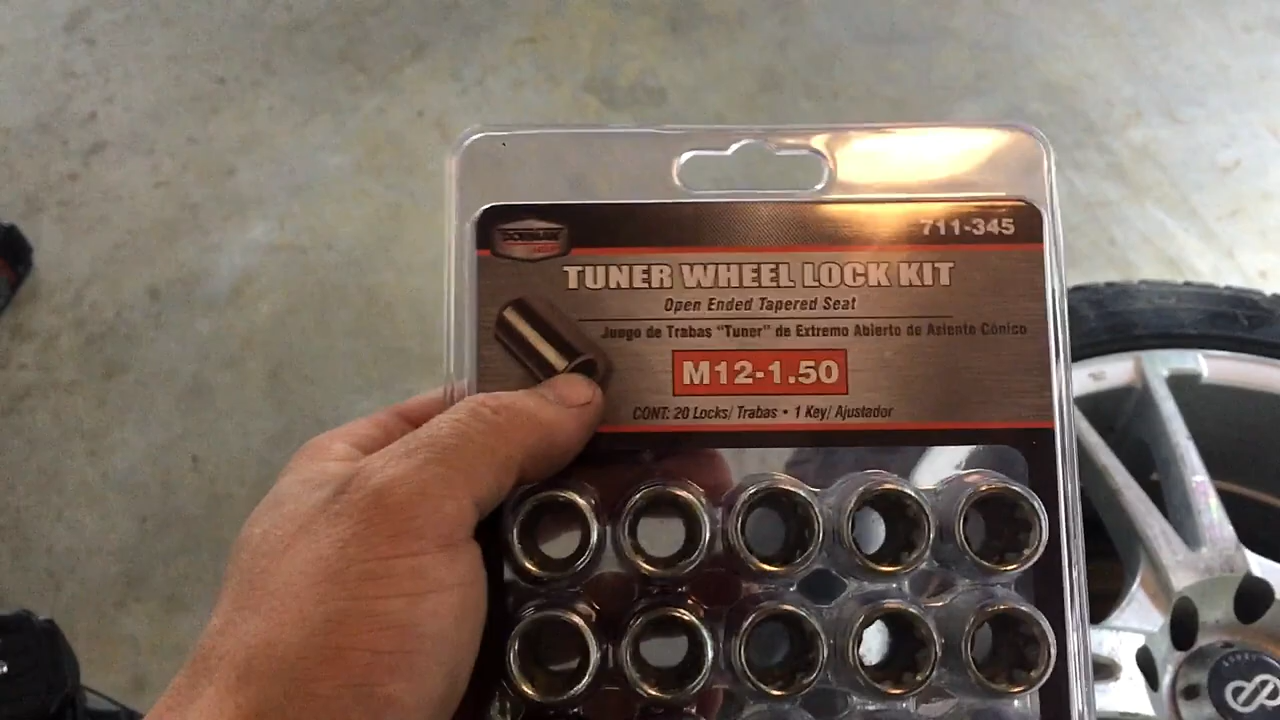 DORMAN
711-345
TUNER WHEEL LOCK KIT
Open Ended Tapered Seat
Juego de Trabas "Tuner" de Extremo Abierto de Asiento Cónico
M12-1.50
CONT: 20 Locks/ Trabas • 1 Key/ Ajustador